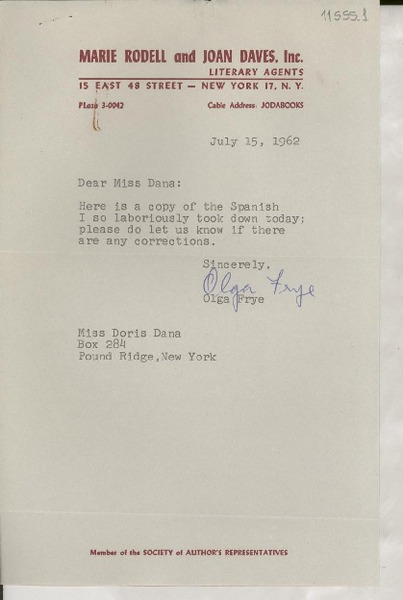 11555.1
MARIE RODELL and JOAN DAVES, Inc.
LITERARY AGENTS
15 EAST 48 STREET — NEW YORK 17, N. Y.
PLaza 3-0042 Cable Address: JODABOOKS
July 15, 1962
Dear Miss Dana:
Here is a copy of the Spanish
I so laboriously took down today;
please do let us know if there
are any corrections.
Sincerely,
Olga Frye
Olga Frye
Miss Doris Dana
Box 284
Pound Ridge,New York
Member of the SOCIETY of AUTHOR'S REPRESENTATIVES